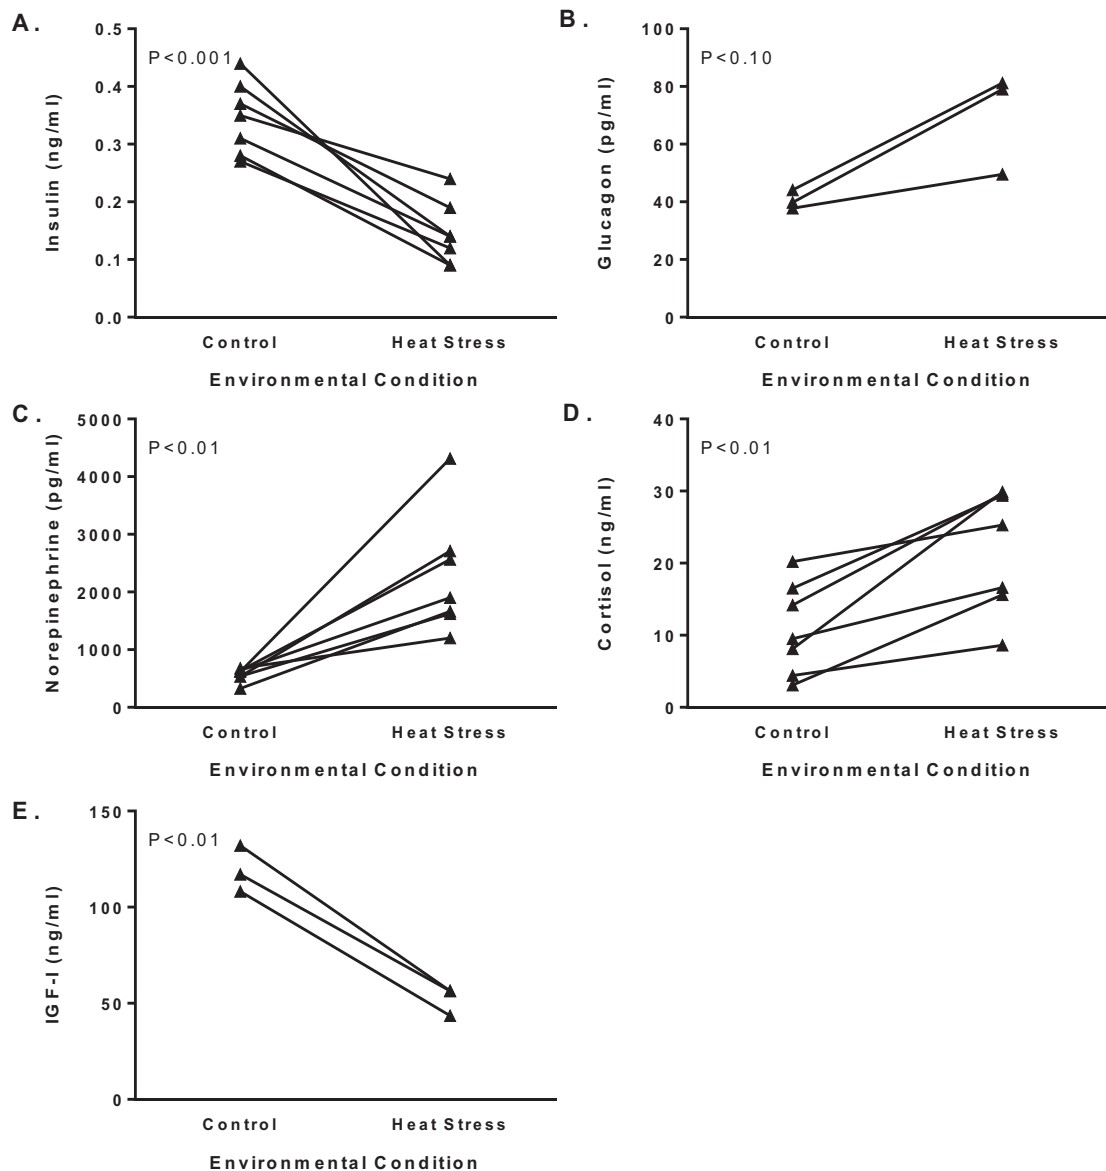 A.
P<0.001
Insulin (ng/ml)
0.5
0.4
0.3
0.2
0.1
0.0
Control
Heat Stress
Environmental Condition
B.
P<0.10
Glucagon (pg/ml)
100
80
60
40
20
0
Control
Heat Stress
Environmental Condition
C.
P<0.01
Norepinephrine (pg/ml)
5000
4000
3000
2000
1000
0
Control
Heat Stress
Environmental Condition
D.
P<0.01
Cortisol (ng/ml)
40
30
20
10
0
Control
Heat Stress
Environmental Condition
E.
P<0.01
IGF-I (ng/ml)
150
100
50
0
Control
Heat Stress
Environmental Condition